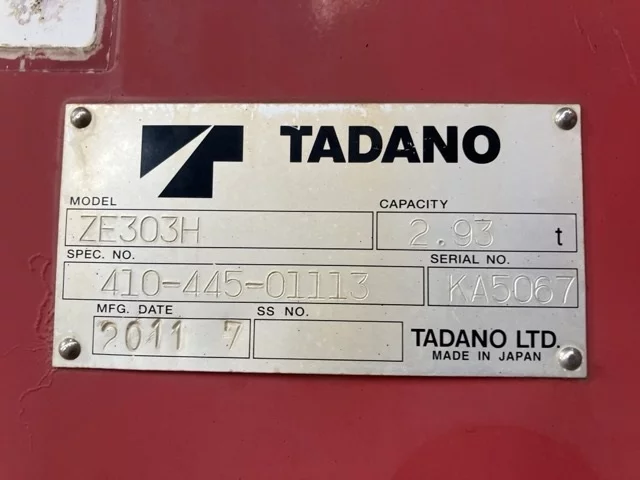 TADANO
MODEL
CAPACITY
ZE303H
2.93 t
SPEC. NO.
SERIAL NO.
410-445-01113
KA5067
MFG. DATE
SS NO.
2011 7
TADANO LTD.
MADE IN JAPAN